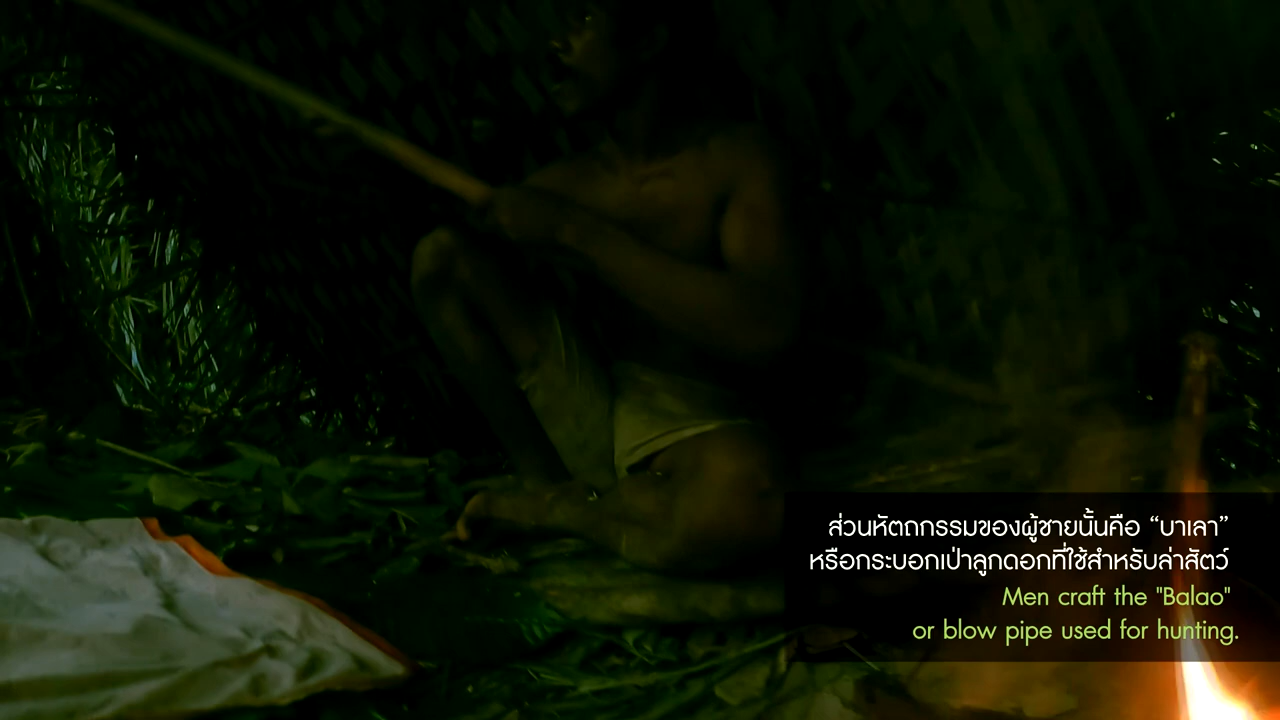 ส่วนหัตถกรรมของผู้ชายนั้นคือ “บาเลา”
หรือกระบอกเป่าลูกดอกที่ใช้สำหรับล่าสัตว์
Men craft the "Balao"
or blow pipe used for hunting.